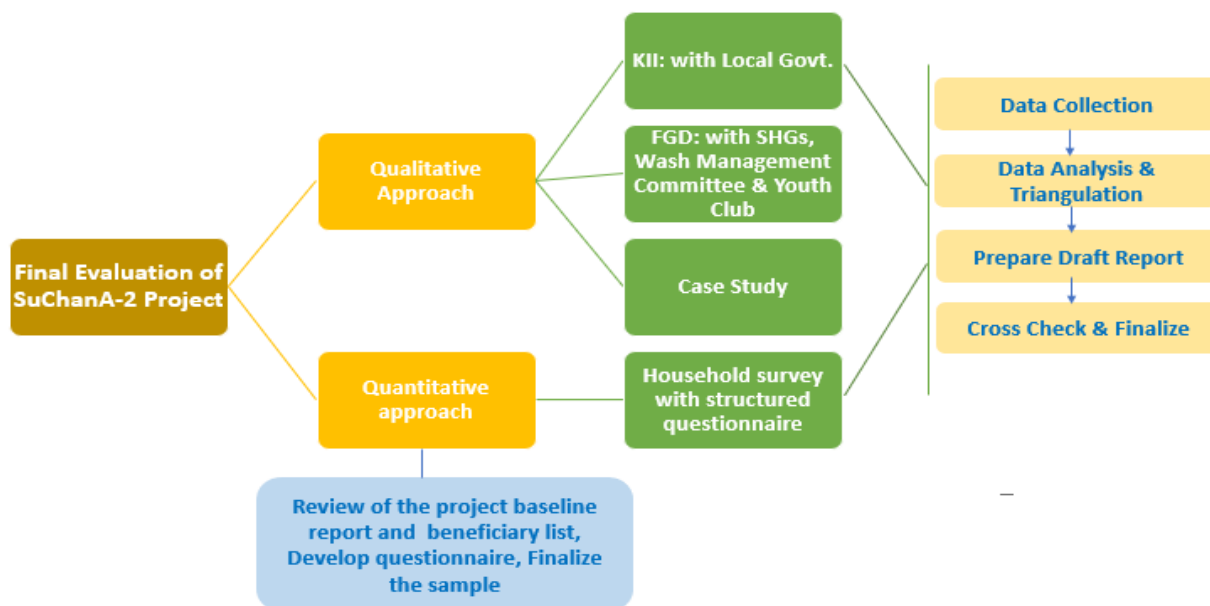 Final Evaluation of
SuChanA-2 Project
Qualitative
Approach
Quantitative
approach
Review of the project baseline
report and beneficiary list,
Develop questionnaire, Finalize
the sample
KII: with Local Govt.
FGD: with SHGs,
Wash Management
Committee & Youth
Club
Case Study
Household survey
with structured
questionnaire
Data Collection
Data Analysis &
Triangulation
Prepare Draft Report
Cross Check & Finalize